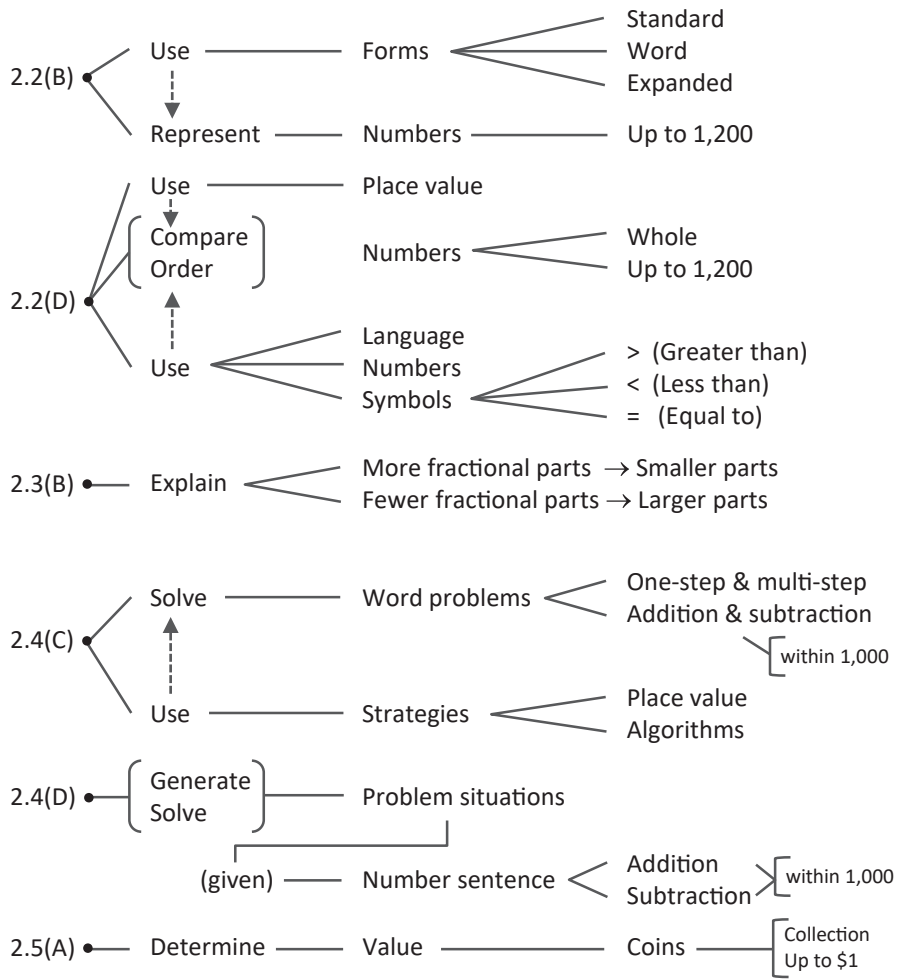 Standard
Use Forms Word
2.2(B) Expanded
Represent Numbers Up to 1,200
Use Place value
Compare Whole
Order Numbers Up to 1,200
2.2(D)
Language
Use Numbers > (Greater than)
Symbols < (Less than)
= (Equal to)
2.3(B) Explain More fractional parts → Smaller parts
Fewer fractional parts → Larger parts
Solve Word problems One-step & multi-step
Addition & subtraction
2.4(C) within 1,000
Use Strategies Place value
Algorithms
2.4(D) Generate Problem situations
Solve
(given) Number sentence Addition within 1,000
Subtraction
2.5(A) Determine Value Coins Collection
Up to $1